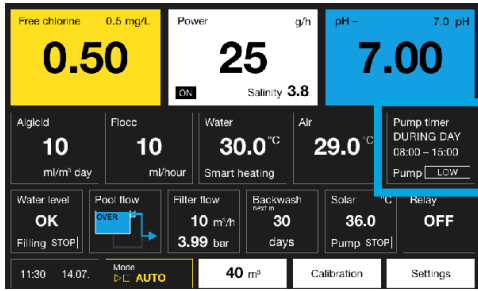 Free chlorine 0.5 mg/L
0.50
Power g/h
25
ON Salinity 3.8
pH – 7.0 pH
7.00
Algicid
10
ml/m³ day
Flocc
10
ml/hour
Water
30.0 °C
Smart heating
Air
29.0 °C
Pump timer
DURING DAY
08:00 – 15:00
Pump LOW
Water level
OK
Filling STOP
Pool flow
OVER
Filter flow
10 m³/h
3.99 bar
Backwash
next in
30
days
Solar °C
36.0
Pump STOP
Relay
OFF
11:30 14.07.
Mode
AUTO
40 m³
Calibration
Settings